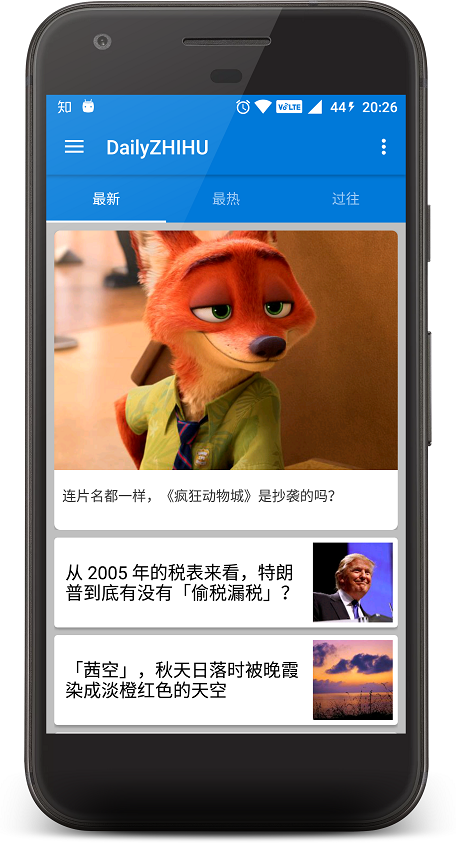 知 VoLTE 44 20:26
DailyZHIHU
最新 最热 过往
连片名都一样，《疯狂动物城》是抄袭的吗？
从 2005 年的税表来看，特朗
普到底有没有「偷税漏税」？
「茜空」，秋天日落时被晚霞
染成淡橙红色的天空